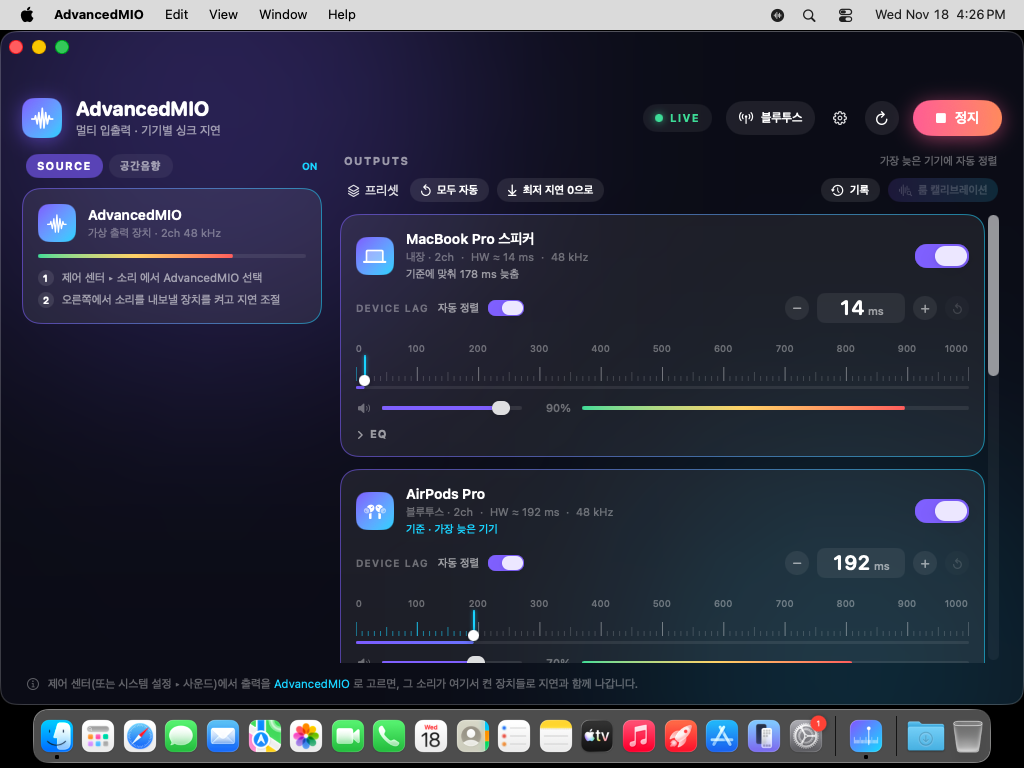 AdvancedMIO Edit View Window Help Wed Nov 18 4:26 PM
AdvancedMIO
멀티 입출력 · 기기별 싱크 지연
LIVE 블루투스 정지
SOURCE 공간음향 ON
AdvancedMIO
가상 출력 장치 · 2ch 48 kHz
1 제어 센터 ▸ 소리 에서 AdvancedMIO 선택
2 오른쪽에서 소리를 내보낼 장치를 켜고 지연 조절
OUTPUTS 가장 늦은 기기에 자동 정렬
프리셋 모두 자동 최저 지연 0으로 기록 룸 캘리브레이션
MacBook Pro 스피커
내장 · 2ch · HW ≈ 14 ms · 48 kHz
기준에 맞춰 178 ms 늦춤
DEVICE LAG 자동 정렬 − 14 ms +
0 100 200 300 400 500 600 700 800 900 1000
90%
EQ
AirPods Pro
블루투스 · 2ch · HW ≈ 192 ms · 48 kHz
기준 · 가장 늦은 기기
DEVICE LAG 자동 정렬 − 192 ms +
0 100 200 300 400 500 600 700 800 900 1000
70%
제어 센터(또는 시스템 설정 ▸ 사운드)에서 출력을 AdvancedMIO 로 고르면, 그 소리가 여기서 켠 장치들로 지연과 함께 나갑니다.
Wed
18
tv
1